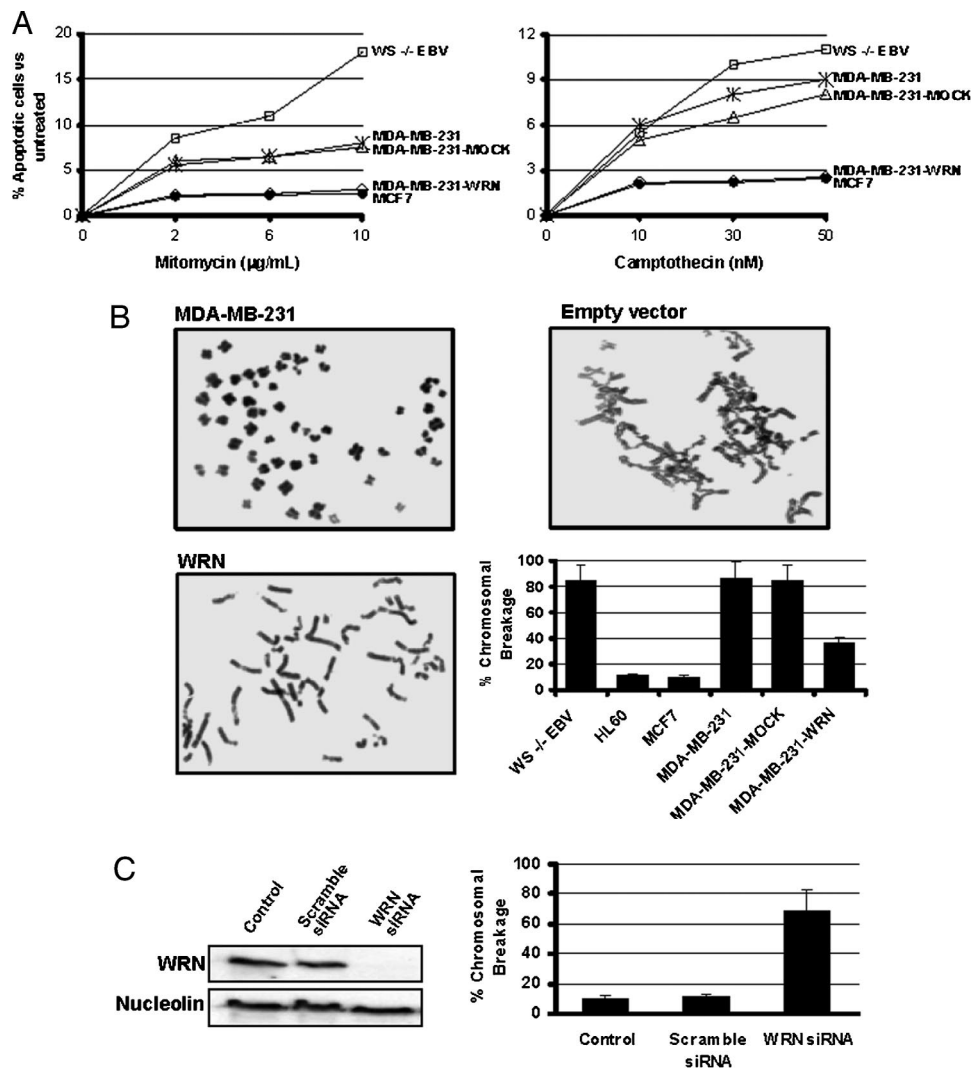 A
% Apoptotic cells vs
untreated
20
15
10
5
0
0
2
6
10
Mitomycin (µg/mL)
WS -/- EBV
MDA-MB-231
MDA-MB-231-MOCK
MDA-MB-231-WRN
MCF7
12
9
6
3
0
0
10
30
50
Camptothecin (nM)
WS -/- EBV
MDA-MB-231
MDA-MB-231-MOCK
MDA-MB-231-WRN
MCF7
B
MDA-MB-231
Empty vector
WRN
% Chromosomal
Breakage
100
80
60
40
20
0
WS -/- EBV
HL60
MCF7
MDA-MB-231
MDA-MB-231-MOCK
MDA-MB-231-WRN
C
Control
Scramble
siRNA
WRN
siRNA
WRN
Nucleolin
% Chromosomal
Breakage
100
80
60
40
20
0
Control
Scramble
siRNA
WRN siRNA